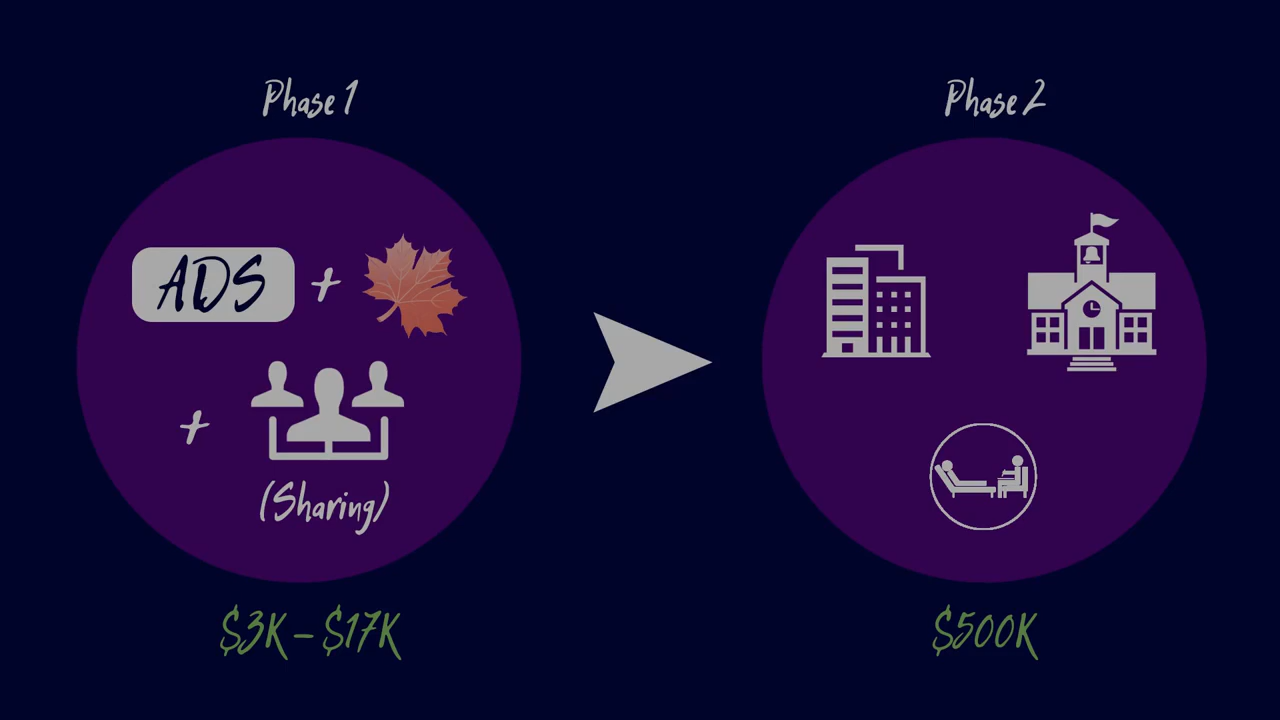 Phase 1
Phase 2
ADS +
+
(Sharing)
$3K – $17K
$500K